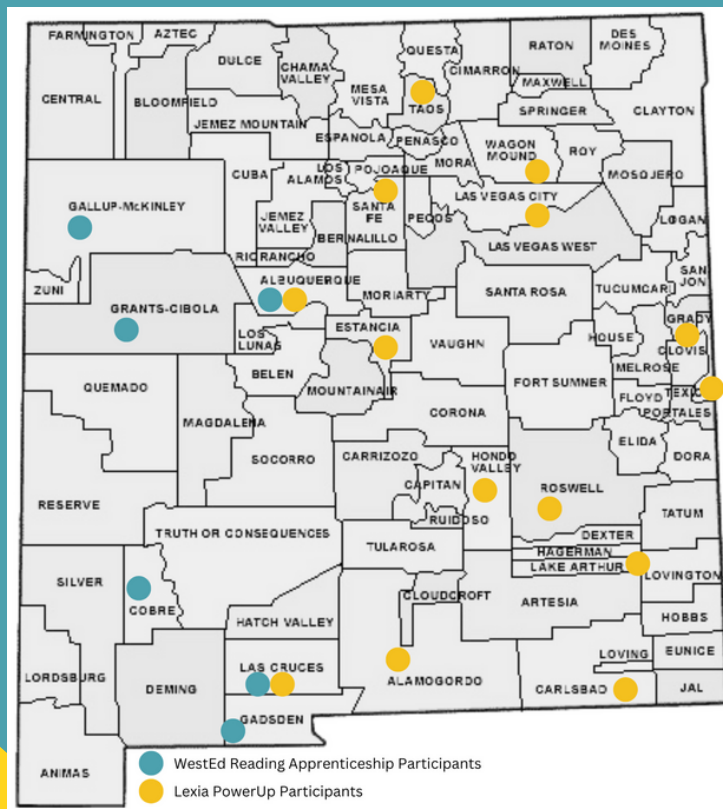 FARMINGTON
AZTEC
DULCE
CHAMA
VALLEY
QUESTA
RATON
DES
MOINES
CIMARRON
CENTRAL
BLOOMFIELD
MESA
VISTA
TAOS
MAXWELL
SPRINGER
CLAYTON
JEMEZ MOUNTAIN
ESPANOLA
PENASCO
WAGON
MOUND
ROY
CUBA
LOS
ALAMOS
POJOAQUE
MORA
MOSQUERO
GALLUP-McKINLEY
JEMEZ
VALLEY
SANTA
FE
PECOS
LAS VEGAS CITY
LOGAN
BERNALILLO
LAS VEGAS WEST
RIO RANCHO
ZUNI
ALBUQUERQUE
MORIARTY
SANTA ROSA
TUCUMCARI
SAN
JON
GRANTS-CIBOLA
LOS
LUNAS
ESTANCIA
VAUGHN
HOUSE
GRADY
CLOVIS
QUEMADO
BELEN
MOUNTAINAIR
FORT SUMNER
MELROSE
FLOYD
TEXICO
PORTALES
MAGDALENA
CORONA
ELIDA
DORA
SOCORRO
CARRIZOZO
CAPITAN
HONDO
VALLEY
ROSWELL
RESERVE
RUIDOSO
TATUM
TRUTH OR CONSEQUENCES
TULAROSA
DEXTER
HAGERMAN
LAKE ARTHUR
LOVINGTON
SILVER
COBRE
CLOUDCROFT
ARTESIA
HOBBS
HATCH VALLEY
LORDSBURG
DEMING
LAS CRUCES
ALAMOGORDO
LOVING
EUNICE
CARLSBAD
JAL
GADSDEN
ANIMAS
WestEd Reading Apprenticeship Participants
Lexia PowerUp Participants